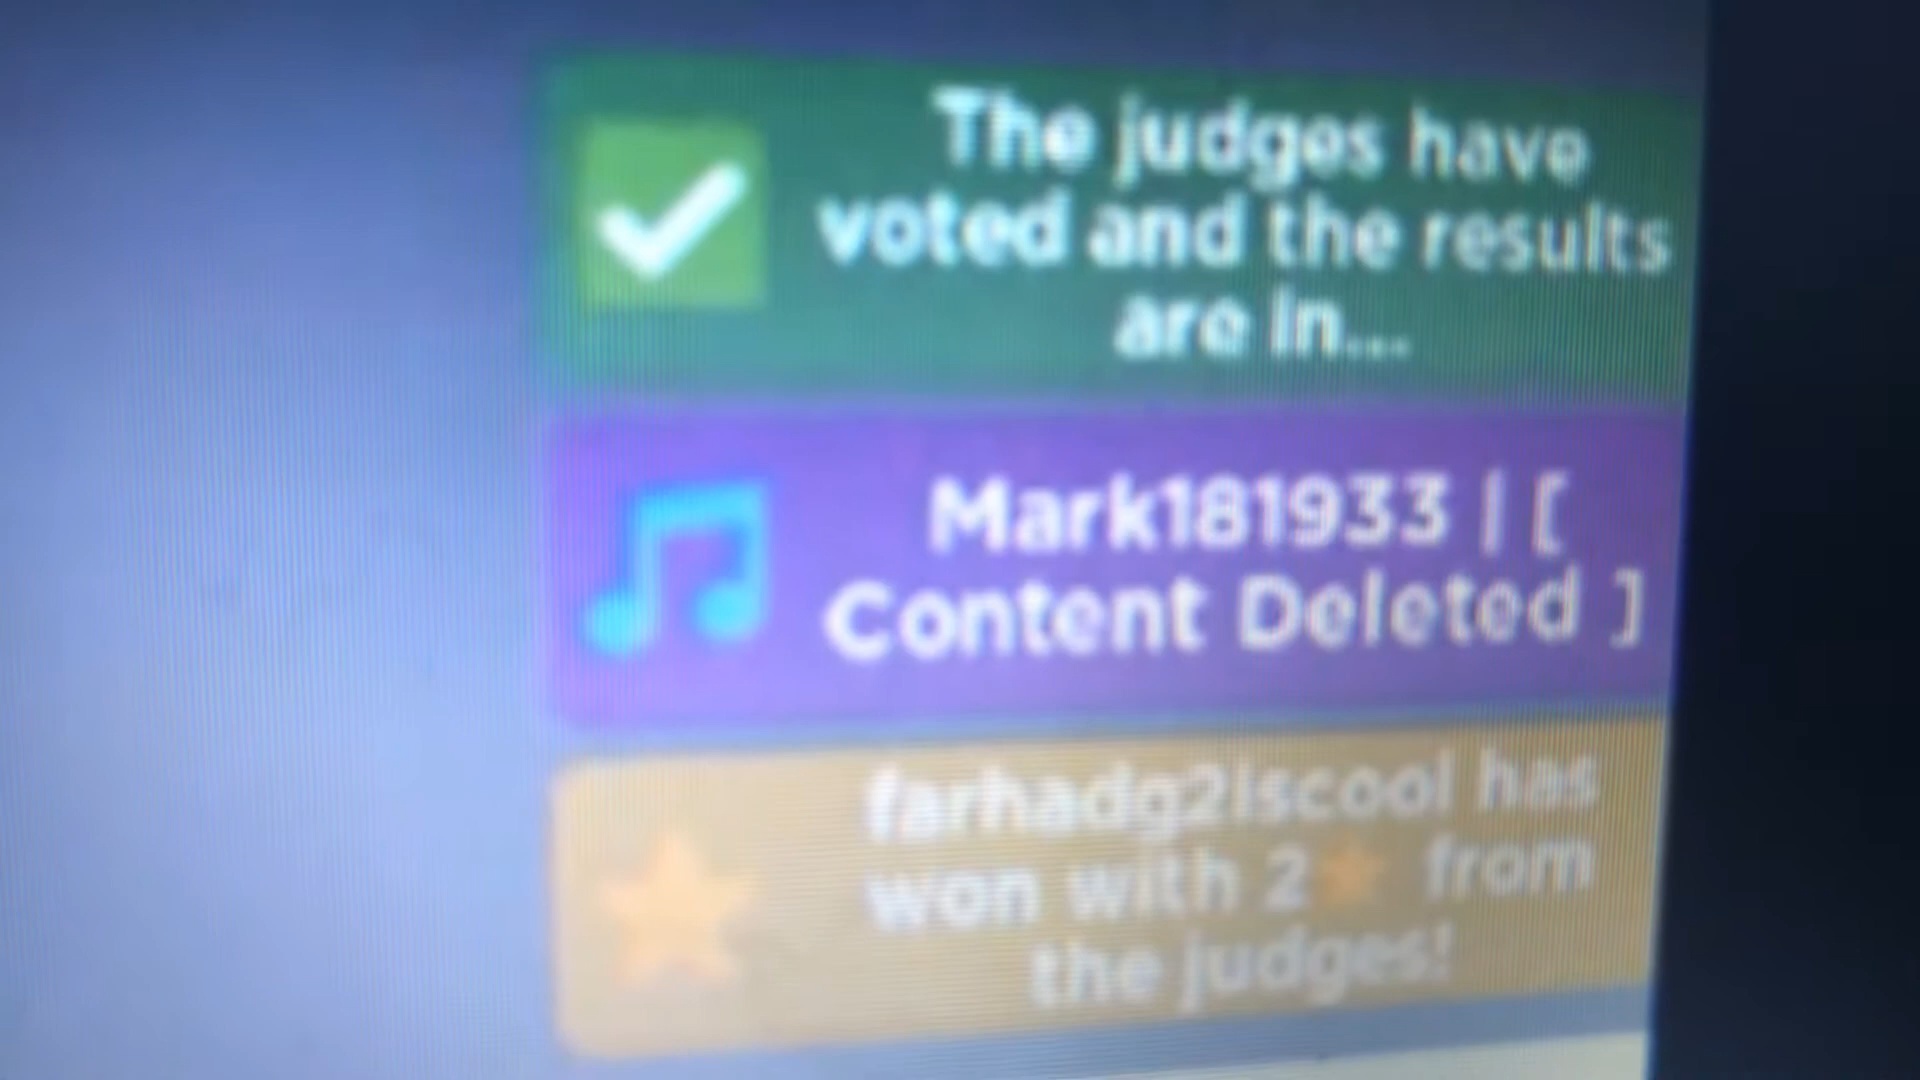 The judges have
voted and the results
are in...
Mark181933 | [
Content Deleted ]
farhadg2iscool has
won with 2⭐ from
the judges!